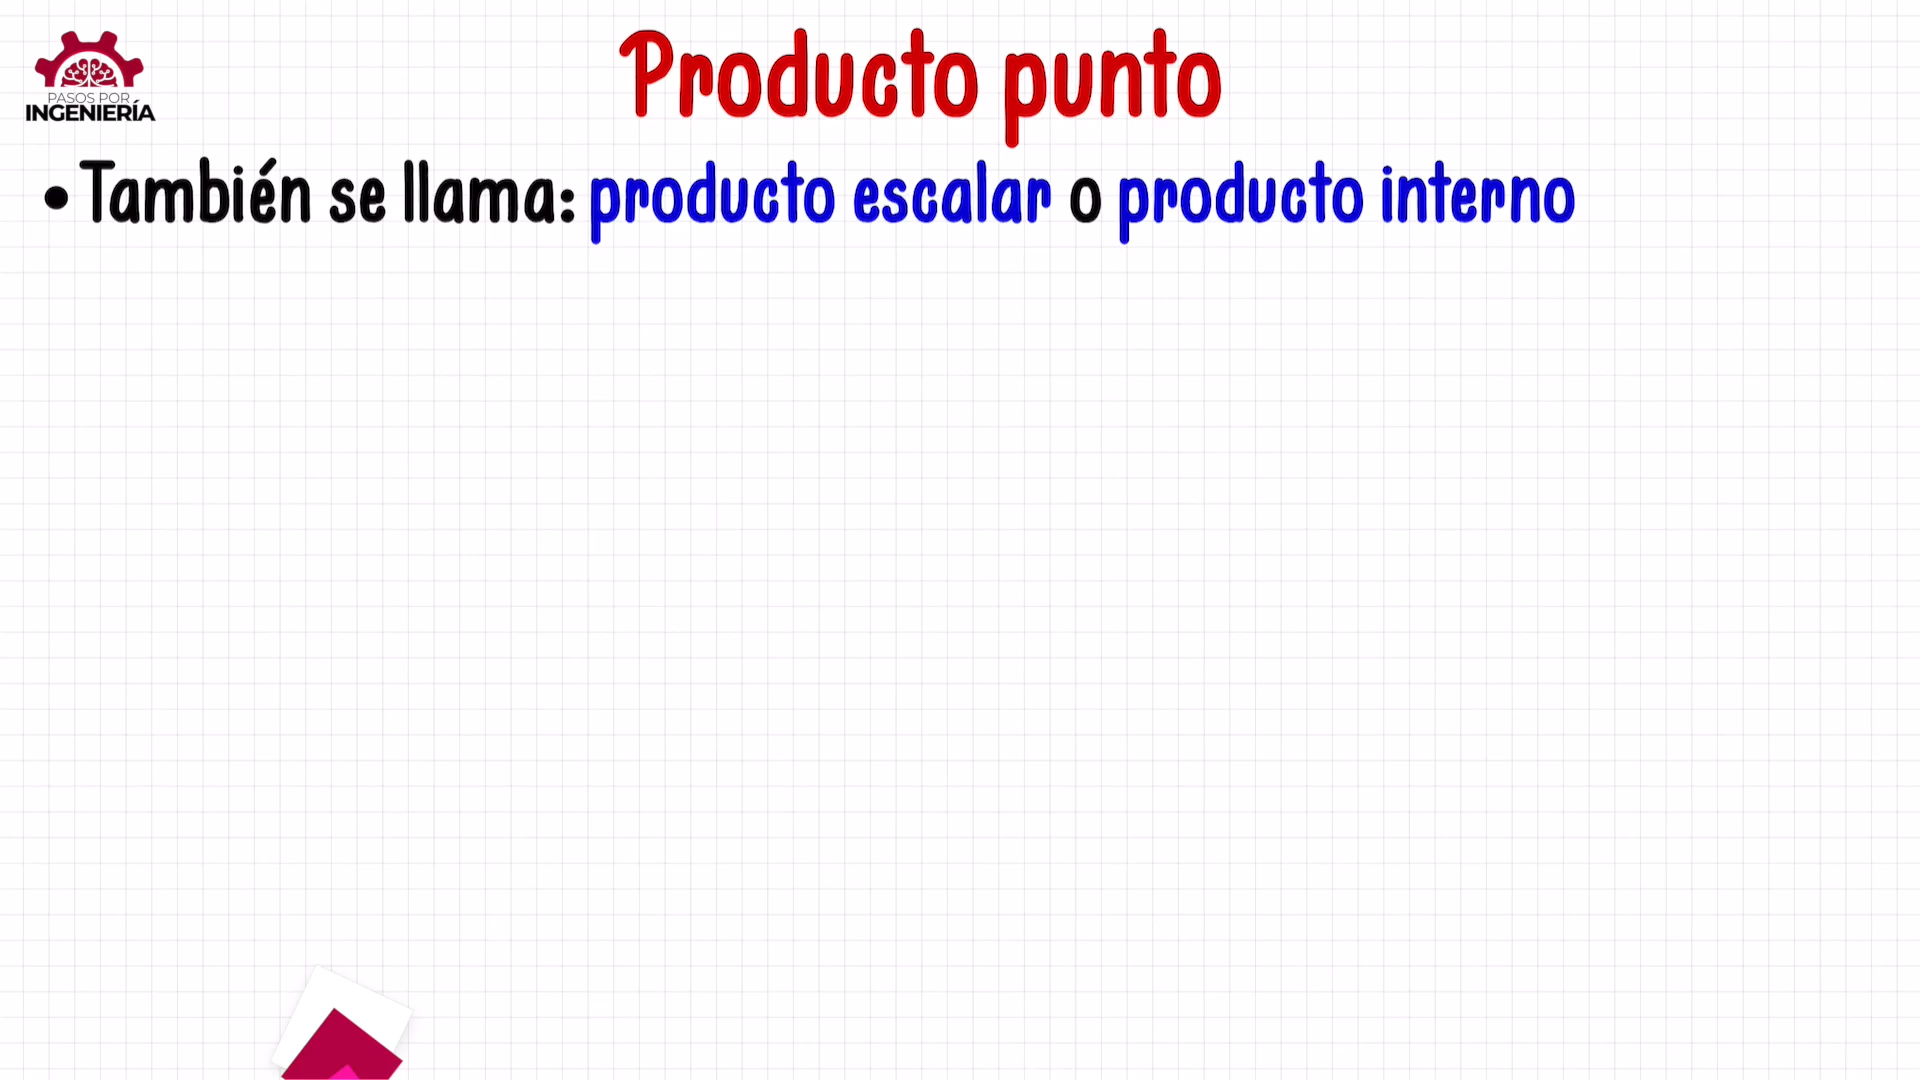 Producto punto
PASOS POR
INGENIERÍA
• También se llama: producto escalar o producto interno